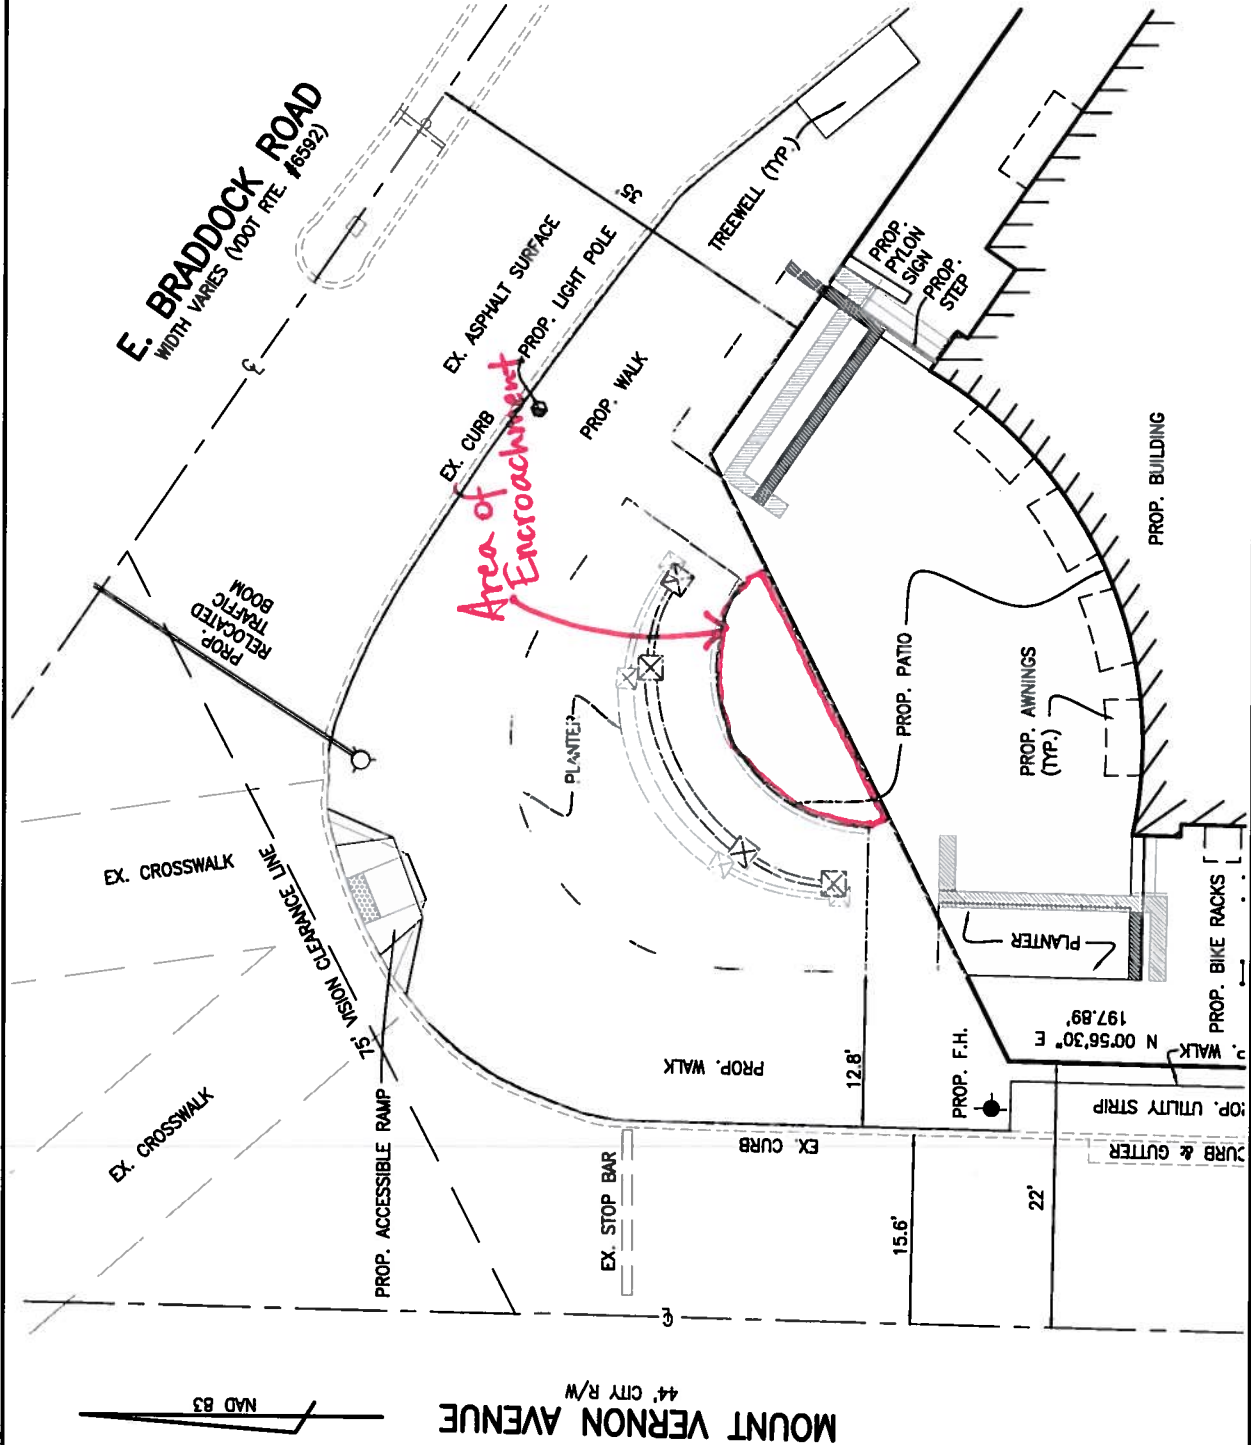 E. BRADDOCK ROAD
WIDTH VARIES (VDOT RTE. #6592)
35'
TREEWELL (TYP.)
EX. ASPHALT SURFACE
PROP. LIGHT POLE
PROP.
PYLON
SIGN
PROP.
STEP
EX. CURB
PROP. WALK
Area of
Encroachment
PROP.
RELOCATED
TRAFFIC
BOOM
PROP. BUILDING
PLANTER
PROP. PATIO
PROP. AWNINGS
(TYP.)
EX. CROSSWALK
75' VISION CLEARANCE LINE
PLANTER
PROP. BIKE RACKS
N 00°56'30" E
197.89'
P. WALK
PROP. WALK
12.8'
PROP. F.H.
OP. UTILITY STRIP
EX. CROSSWALK
PROP. ACCESSIBLE RAMP
EX. CURB
URB & GUTTER
EX. STOP BAR
15.6'
22'
NAD 83
44' CITY R/W
MOUNT VERNON AVENUE